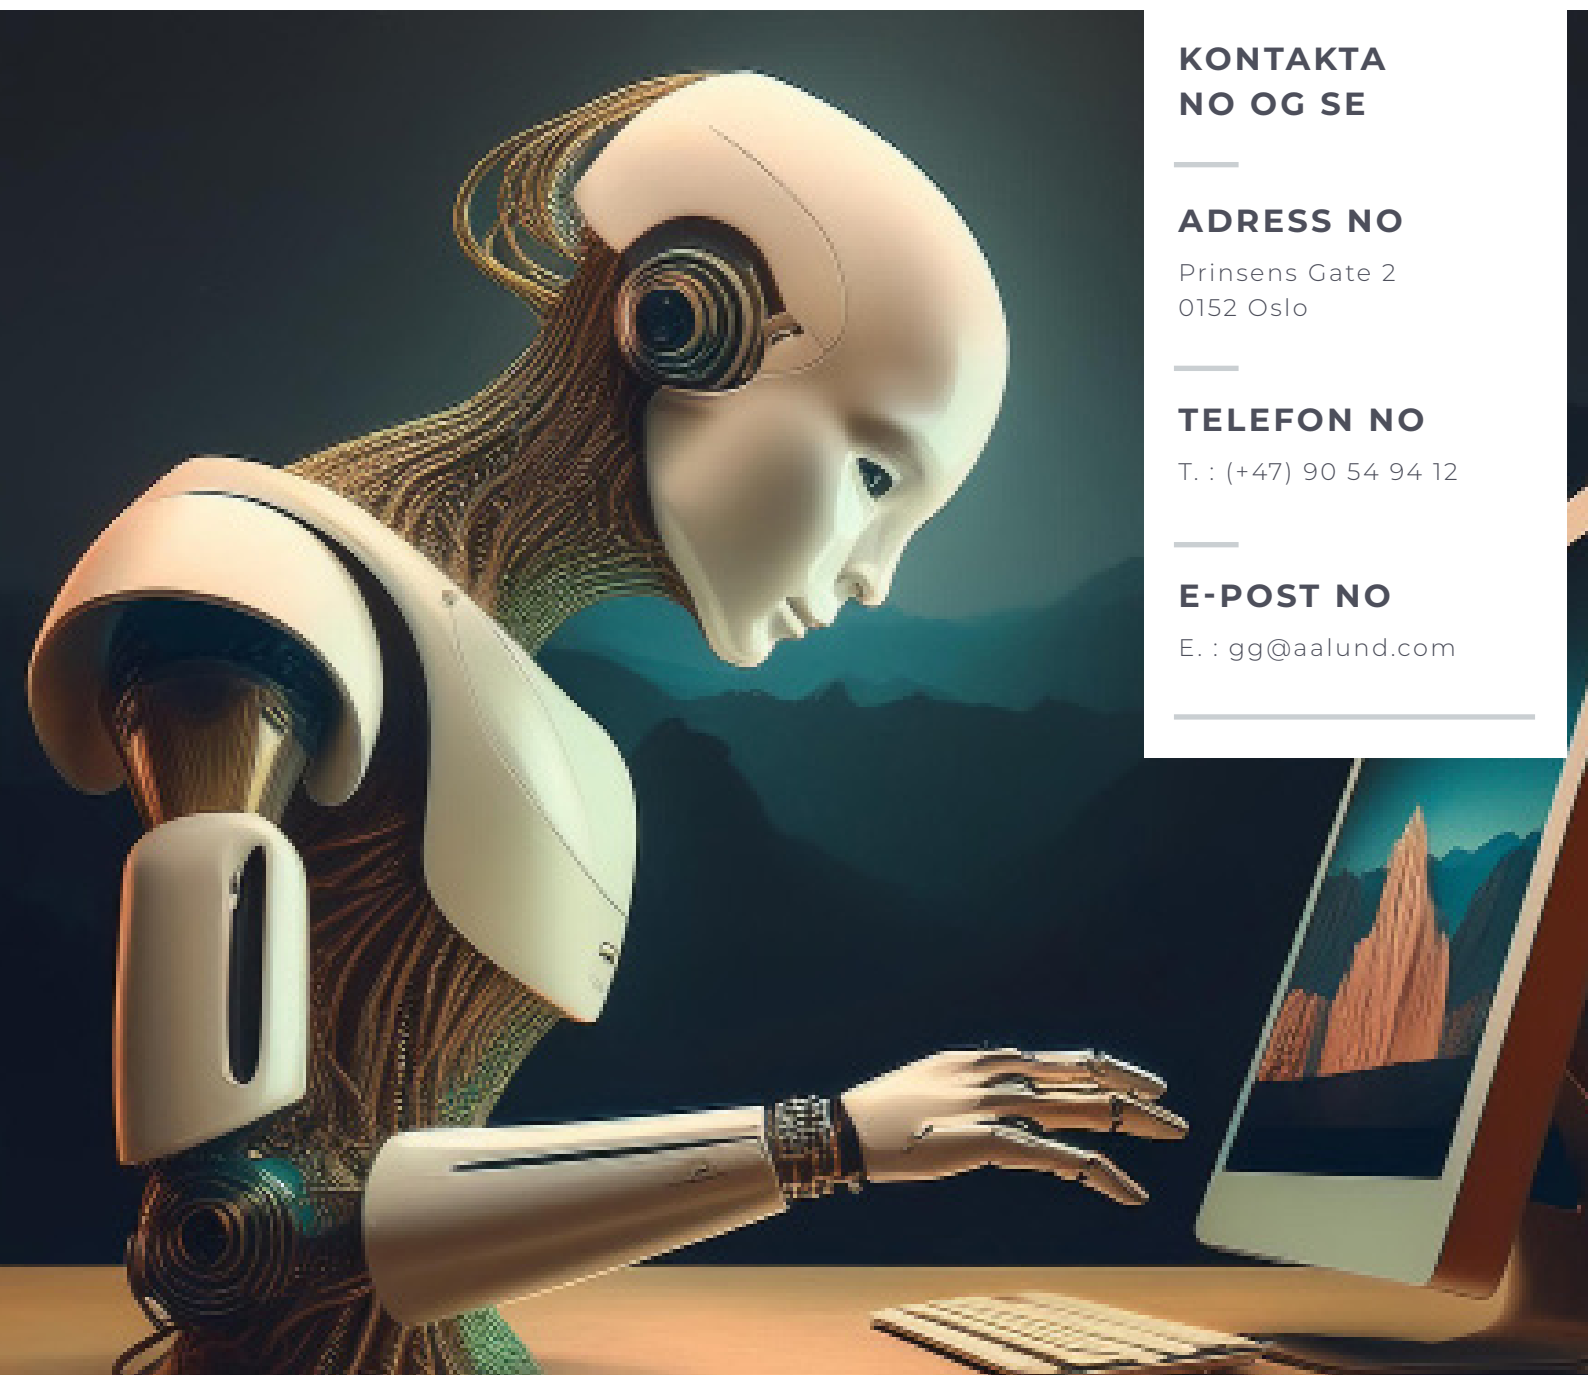 KONTAKTA
NO OG SE
ADRESS NO
Prinsens Gate 2
0152 Oslo
TELEFON NO
T. : (+47) 90 54 94 12
E-POST NO
E. : gg@aalund.com